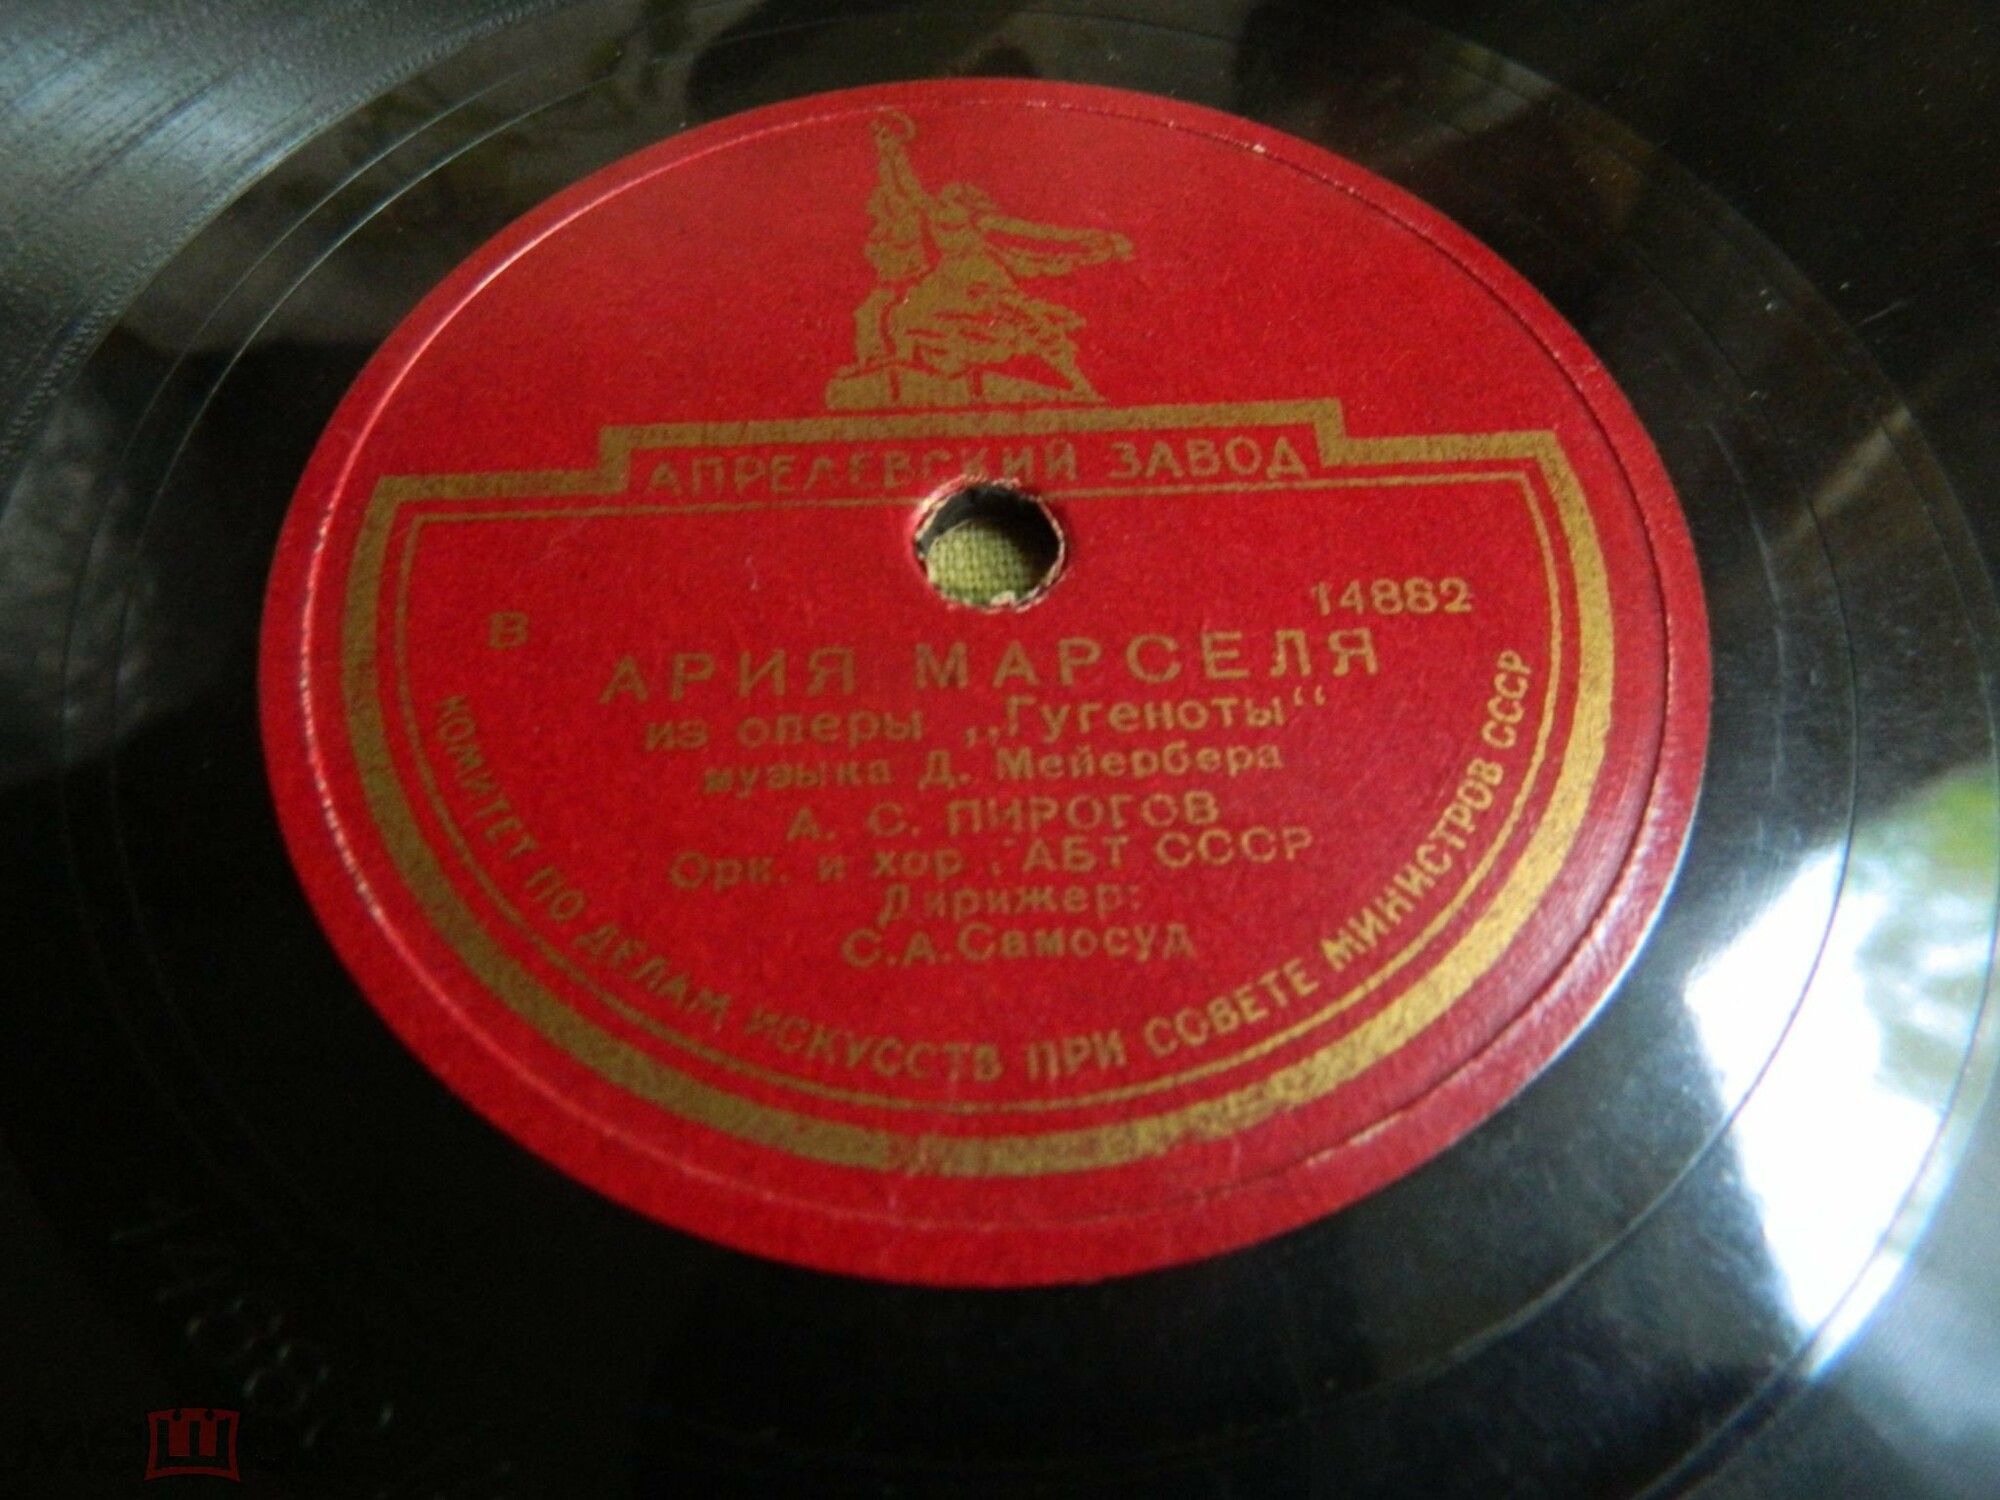 АПРЕЛЕВСКИЙ ЗАВОД
В 14882
АРИЯ МАРСЕЛЯ
из оперы „Гугеноты“
музыка Д. Мейербера
А. С. ПИРОГОВ
Орк. и хор ГАБТ СССР
Дирижер:
С.А.Самосуд
КОМИТЕТ ПО ДЕЛАМ ИСКУССТВ ПРИ СОВЕТЕ МИНИСТРОВ СССР